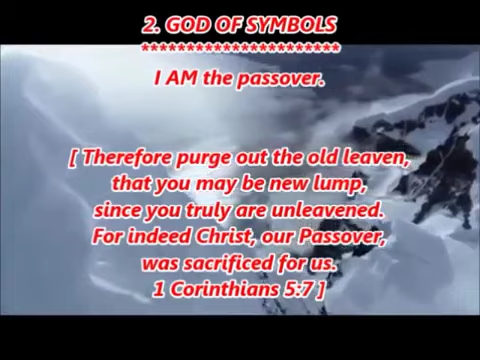 2. GOD OF SYMBOLS
**********************
I AM the passover.
[ Therefore purge out the old leaven,
that you may be new lump,
since you truly are unleavened.
For indeed Christ, our Passover,
was sacrificed for us.
1 Corinthians 5:7 ]